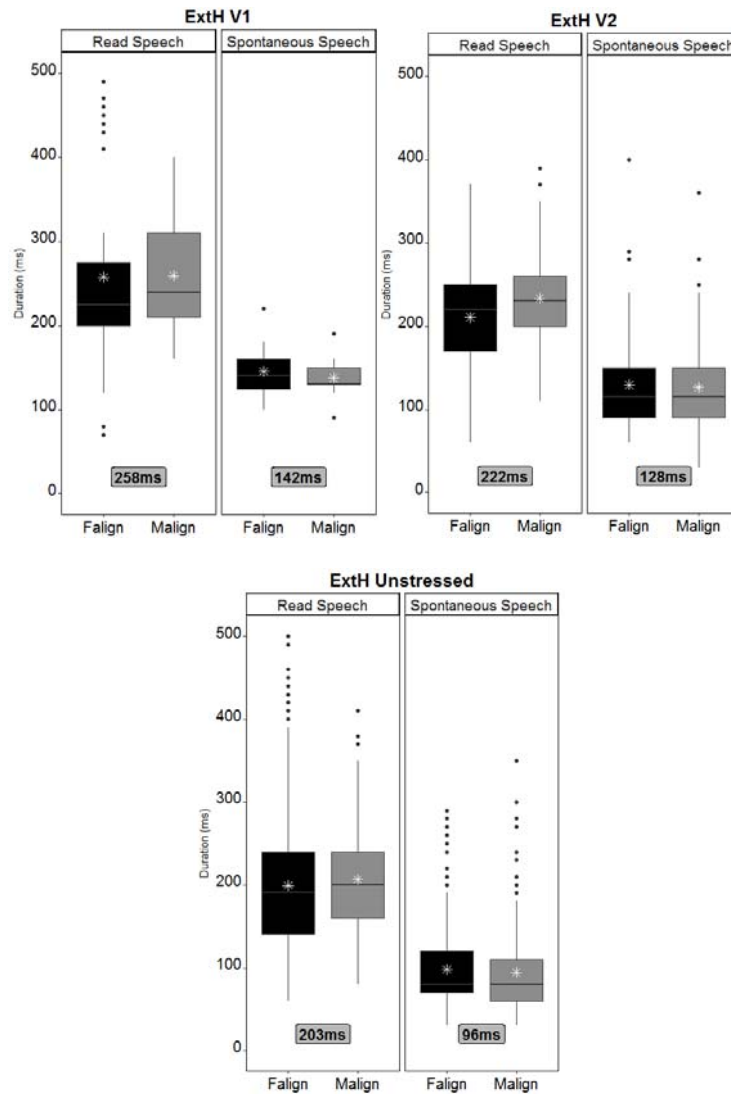 ExtH V1
Read Speech Spontaneous Speech
500
400
300
200
100
0
Duration (ms)
258ms 142ms
Falign Malign Falign Malign
ExtH V2
Read Speech Spontaneous Speech
500
400
300
200
100
0
Duration (ms)
222ms 128ms
Falign Malign Falign Malign
ExtH Unstressed
Read Speech Spontaneous Speech
500
400
300
200
100
0
Duration (ms)
203ms 96ms
Falign Malign Falign Malign